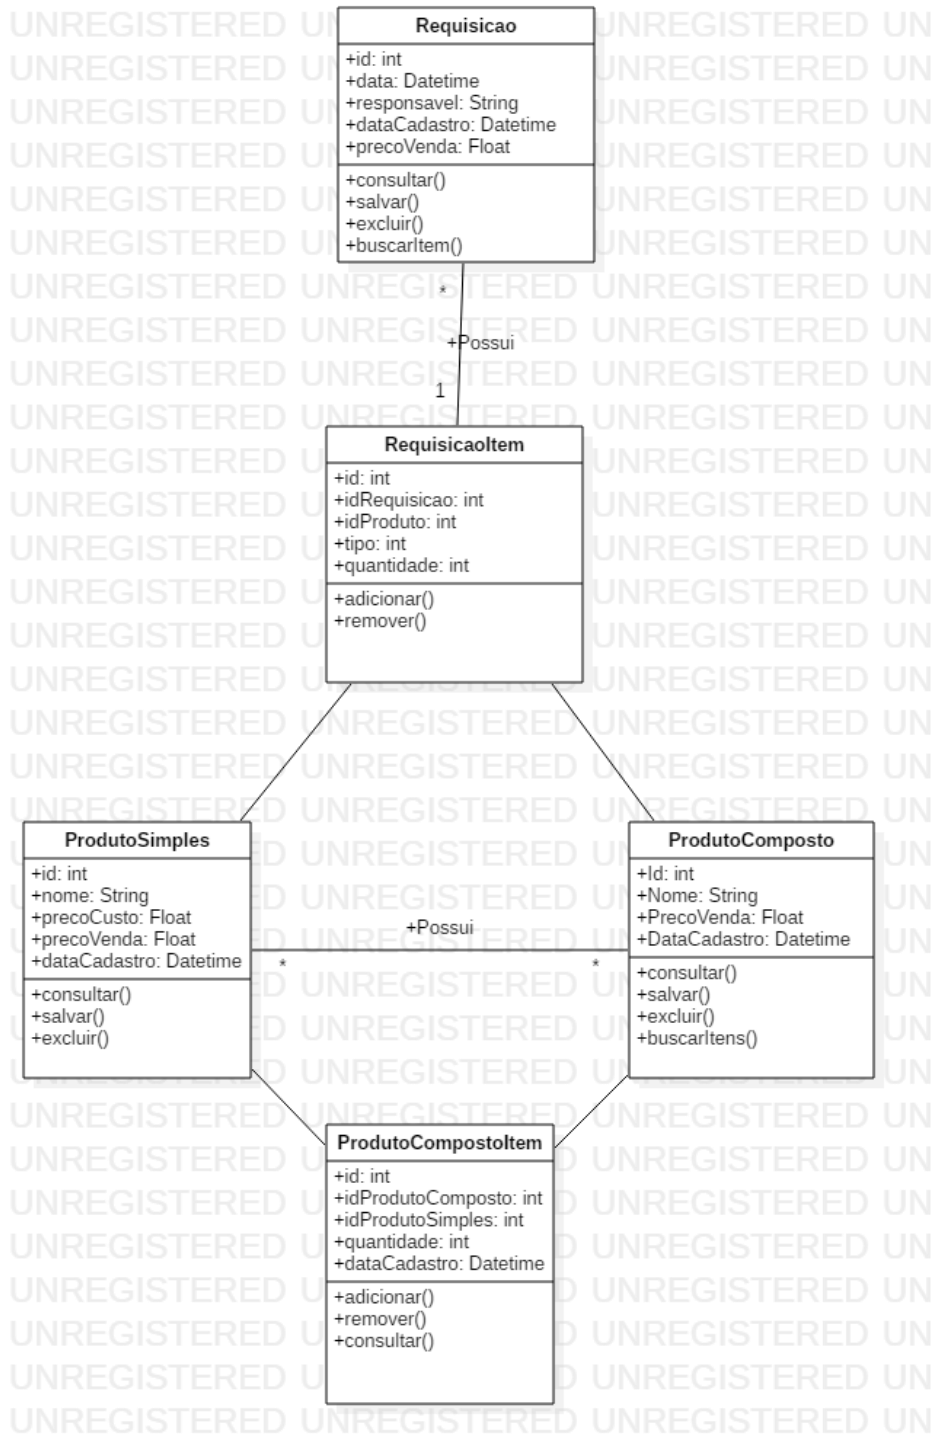 Requisicao
+id: int
+data: Datetime
+responsavel: String
+dataCadastro: Datetime
+precoVenda: Float
+consultar()
+salvar()
+excluir()
+buscarItem()
*
+Possui
1
RequisicaoItem
+id: int
+idRequisicao: int
+idProduto: int
+tipo: int
+quantidade: int
+adicionar()
+remover()
ProdutoSimples
+id: int
+nome: String
+precoCusto: Float
+precoVenda: Float
+dataCadastro: Datetime
+consultar()
+salvar()
+excluir()
+Possui
*
*
ProdutoComposto
+Id: int
+Nome: String
+PrecoVenda: Float
+DataCadastro: Datetime
+consultar()
+salvar()
+excluir()
+buscarItens()
ProdutoCompostoItem
+id: int
+idProdutoComposto: int
+idProdutoSimples: int
+quantidade: int
+dataCadastro: Datetime
+adicionar()
+remover()
+consultar()
UNREGISTERED